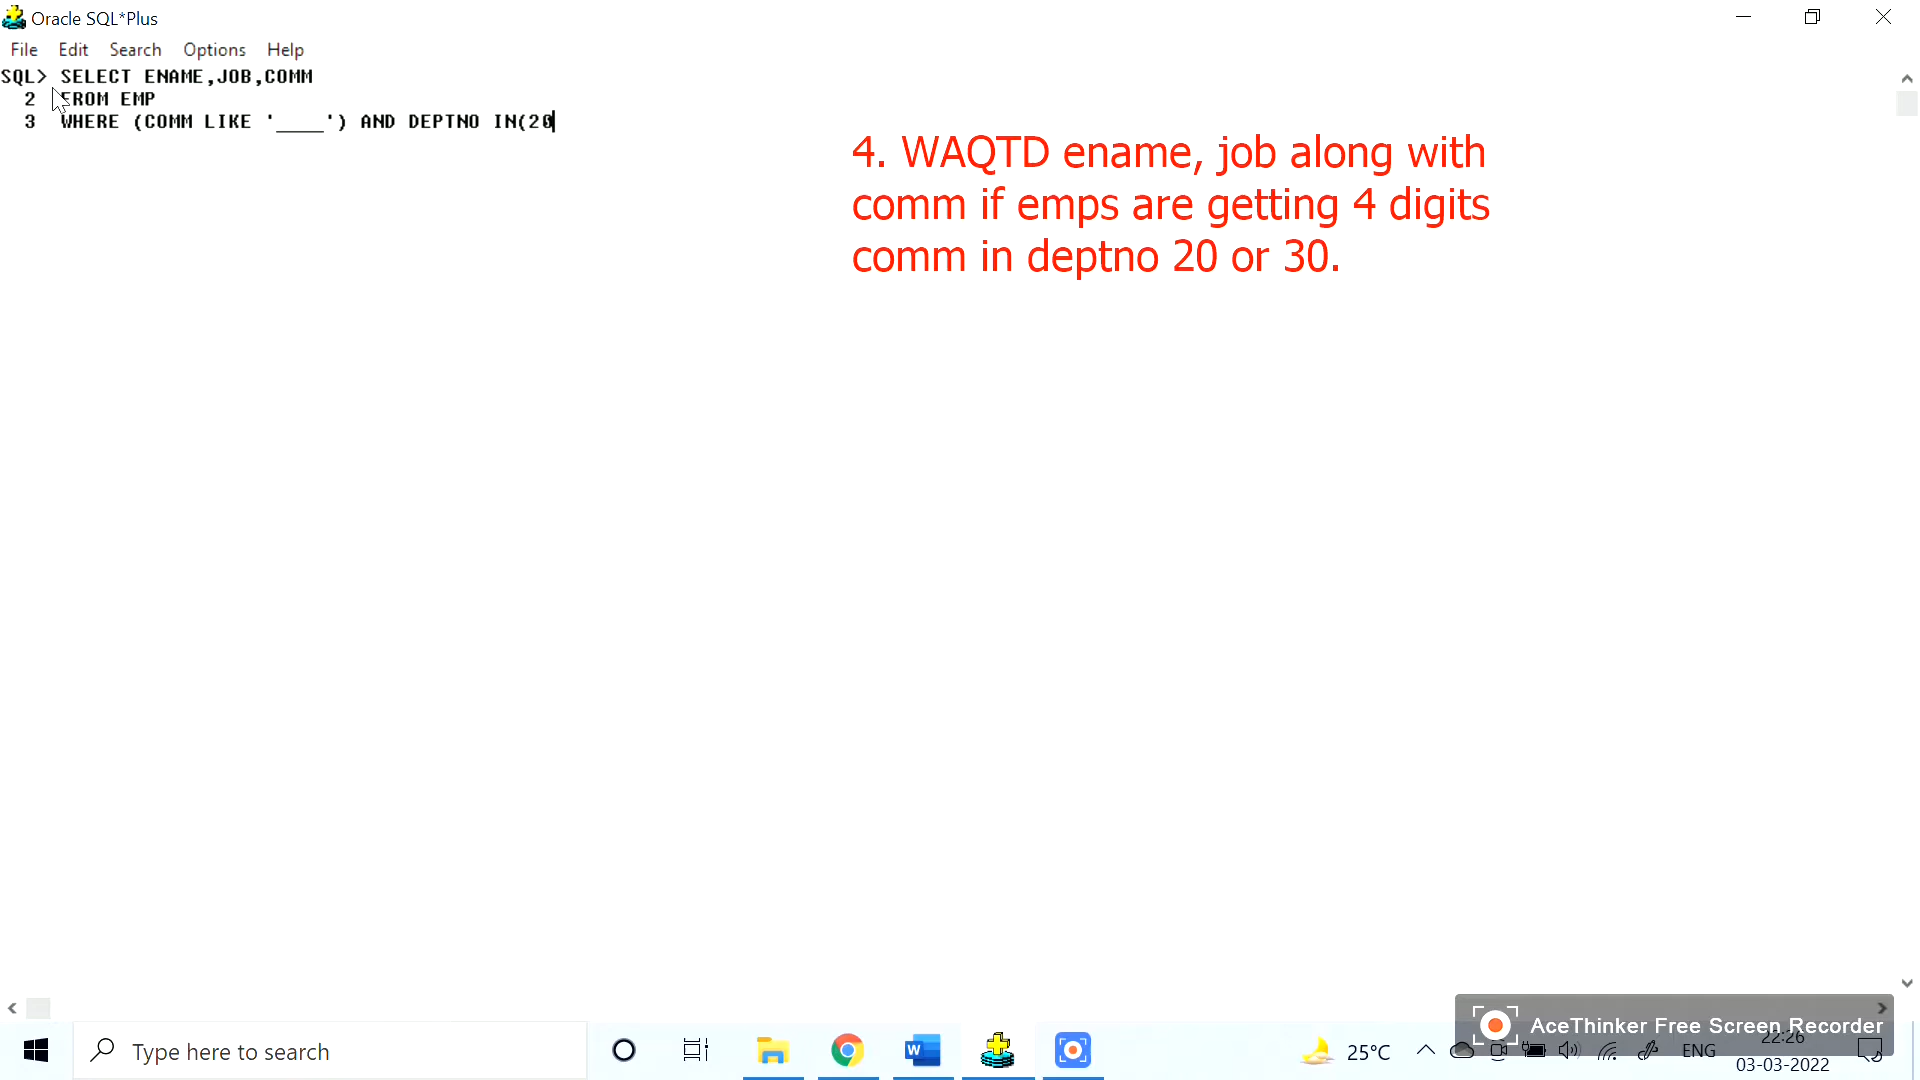 Oracle SQL*Plus
File Edit Search Options Help
SQL> SELECT ENAME,JOB,COMM
2 FROM EMP
3 WHERE (COMM LIKE '____') AND DEPTNO IN(20
4. WAQTD ename, job along with
comm if emps are getting 4 digits
comm in deptno 20 or 30.
AceThinker Free Screen Recorder
Type here to search
25°C
ENG
22:26
03-03-2022